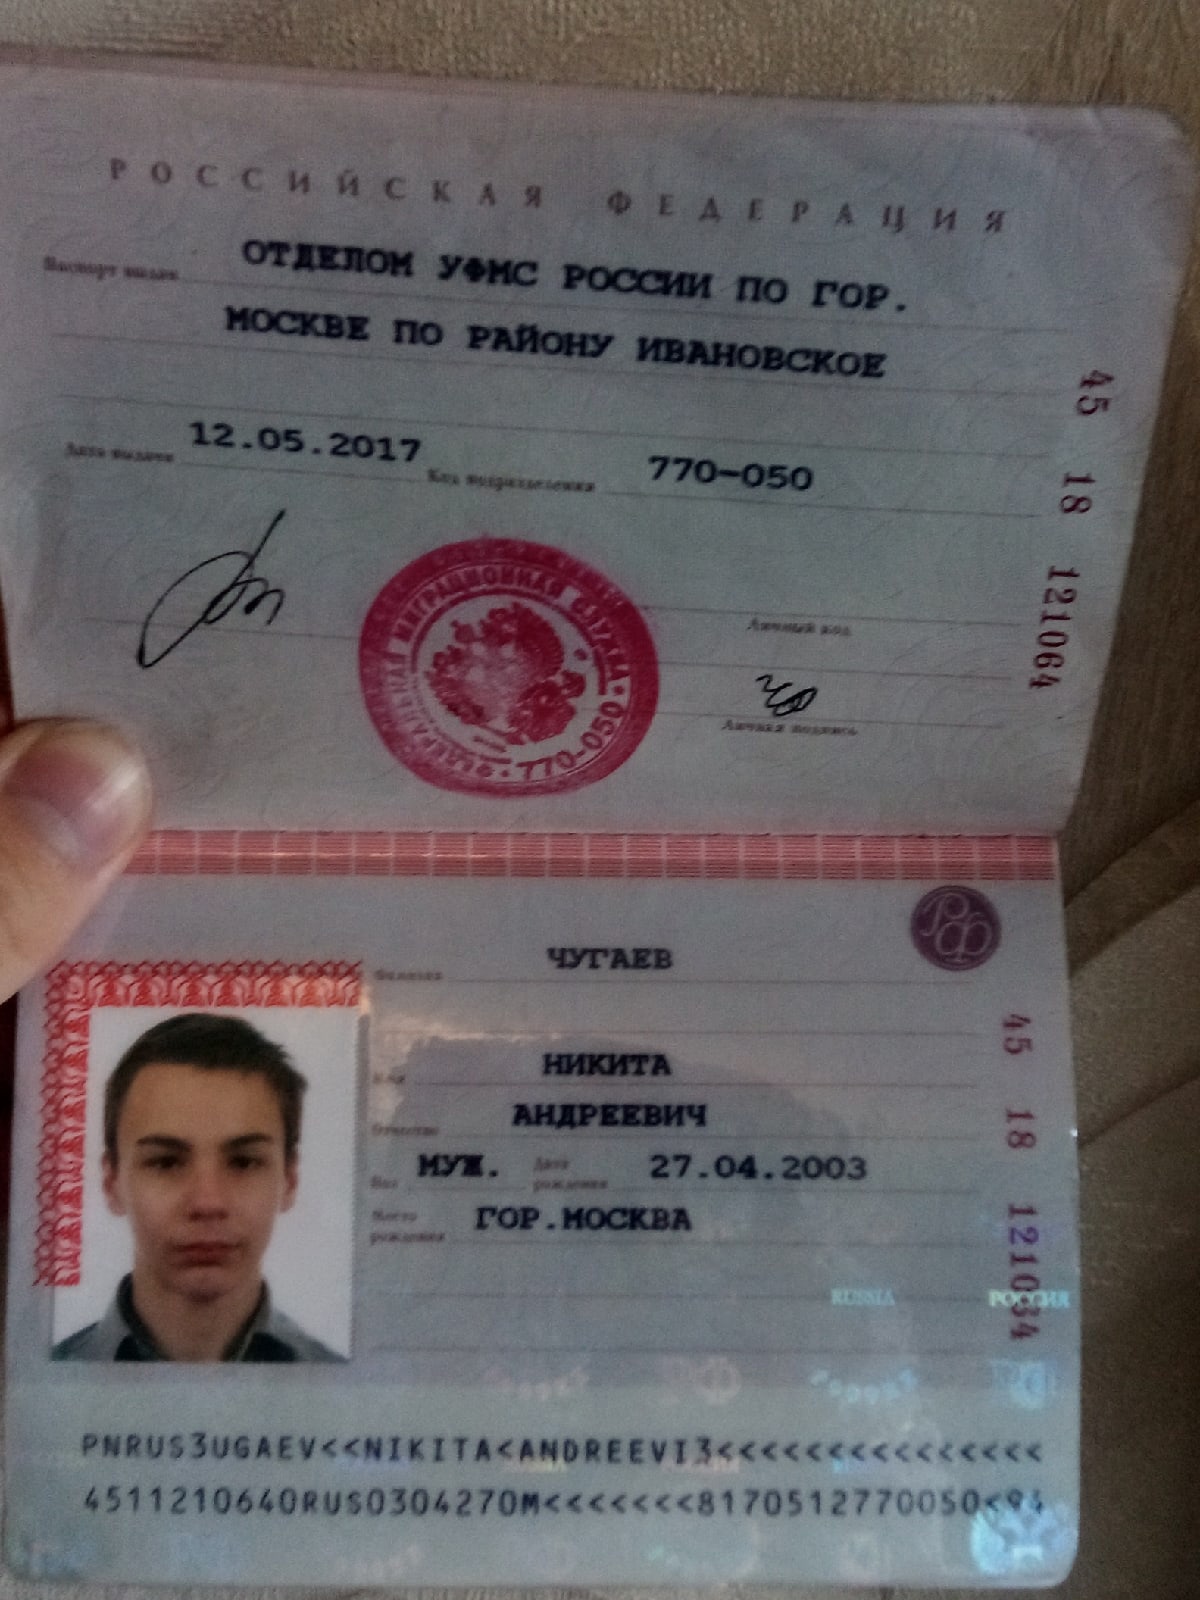 РОССИЙСКАЯ ФЕДЕРАЦИЯ
Паспорт выдан ОТДЕЛОМ УФМС РОССИИ ПО ГОР.
МОСКВЕ ПО РАЙОНУ ИВАНОВСКОЕ
Дата выдачи 12.05.2017 Код подразделения 770-050
45 18 121064
Личный код
МИГРАЦИОННАЯ СЛУЖБА
770-050
Личная подпись
РФ
Фамилия ЧУГАЕВ
Имя НИКИТА
Отчество АНДРЕЕВИЧ
Пол МУЖ. Дата рождения 27.04.2003
Место рождения ГОР.МОСКВА
45 18
RUSSIA РОССИЯ
PNRUS3UGAEV<<NIKITA<ANDREEVI3<<<<<<<<<<<<<<<
4511210640RUS0304270M<<<<<<<8170512770050<94